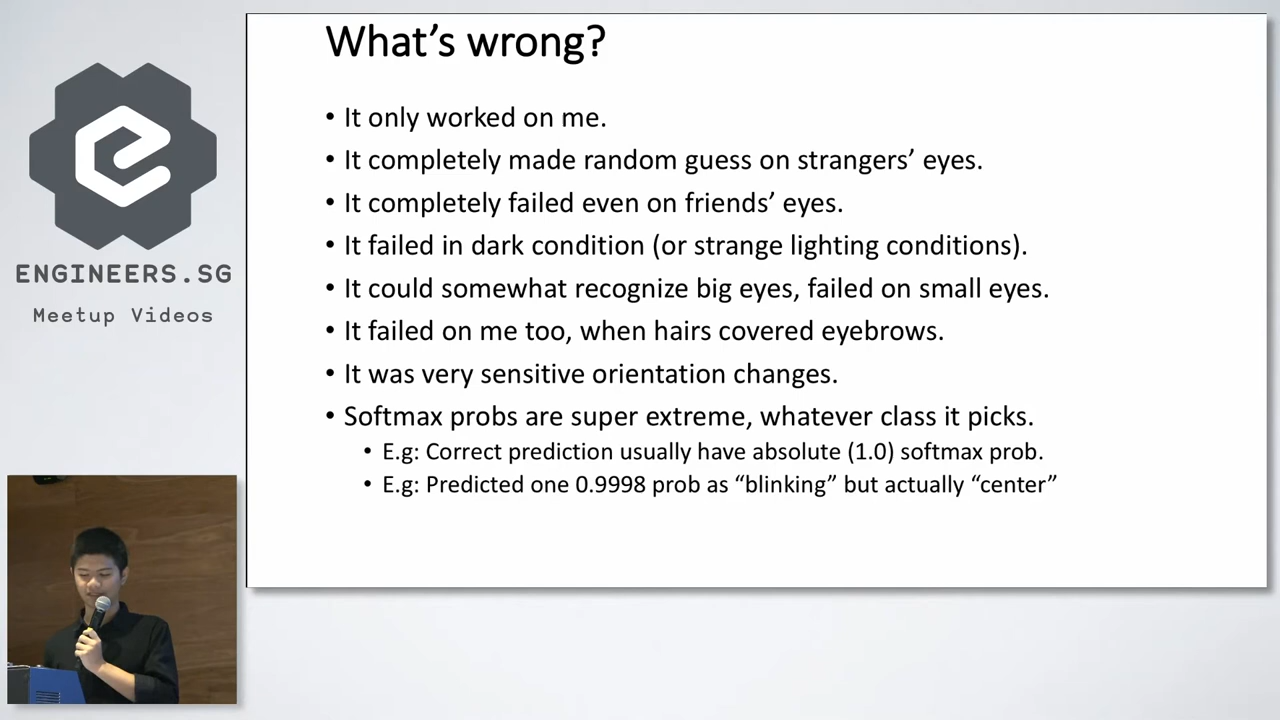 What's wrong?
• It only worked on me.
• It completely made random guess on strangers' eyes.
• It completely failed even on friends' eyes.
• It failed in dark condition (or strange lighting conditions).
• It could somewhat recognize big eyes, failed on small eyes.
• It failed on me too, when hairs covered eyebrows.
• It was very sensitive orientation changes.
• Softmax probs are super extreme, whatever class it picks.
• E.g: Correct prediction usually have absolute (1.0) softmax prob.
• E.g: Predicted one 0.9998 prob as “blinking” but actually “center”
ENGINEERS.SG
Meetup Videos